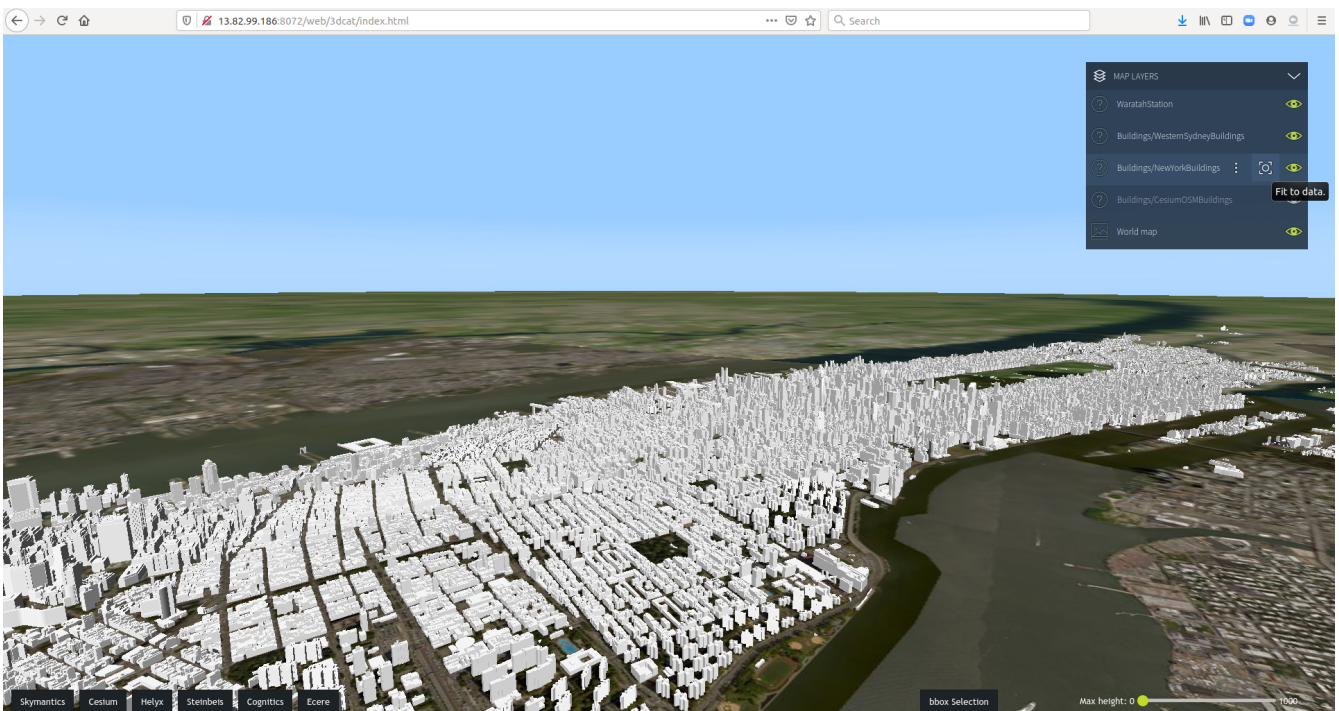 13.82.99.186:8072/web/3dcat/index.html
Search
MAP LAYERS
WaratahStation
Buildings/WesternSydneyBuildings
Buildings/NewYorkBuildings
Fit to data.
Buildings/CesiumOSMBuildings
World map
Skymantics Cesium Helyx Steinbeis Cognitics Ecere
bbox Selection
Max height: 0 1000